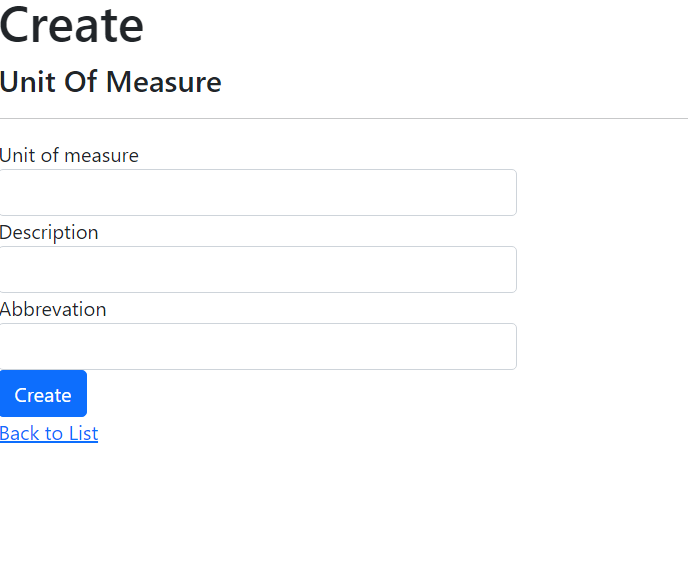 Create
Unit Of Measure
Unit of measure
Description
Abbrevation
Create
Back to List